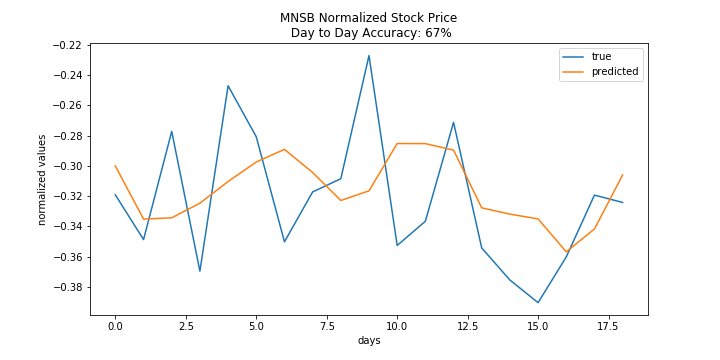 MNSB Normalized Stock Price
Day to Day Accuracy: 67%
true
predicted
normalized values
−0.22
−0.24
−0.26
−0.28
−0.30
−0.32
−0.34
−0.36
−0.38
0.0 2.5 5.0 7.5 10.0 12.5 15.0 17.5
days